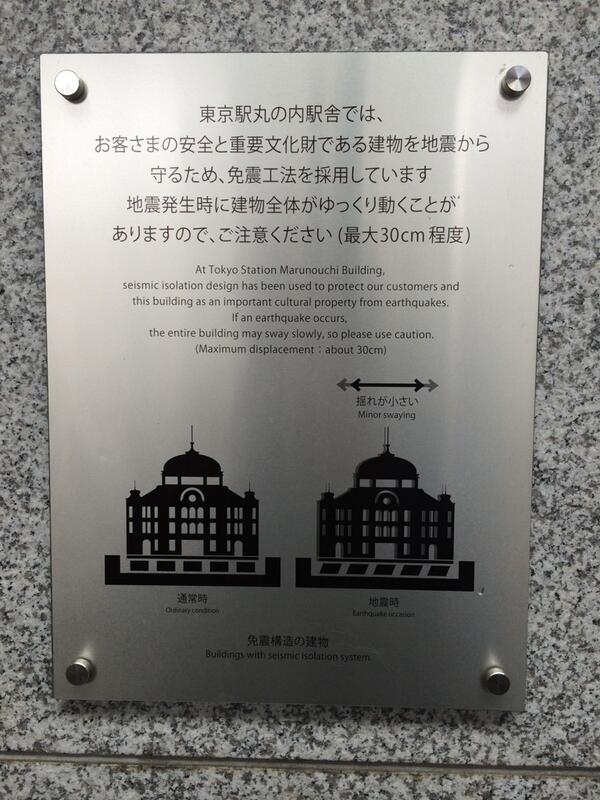 東京駅丸の内駅舎では、
お客さまの安全と重要文化財である建物を地震から
守るため、免震工法を採用しています
地震発生時に建物全体がゆっくり動くことが
ありますので、ご注意ください (最大30cm 程度)
At Tokyo Station Marunouchi Building,
seismic isolation design has been used to protect our customers and
this building as an important cultural property from earthquakes.
If an earthquake occurs,
the entire building may sway slowly, so please use caution.
(Maximum displacement : about 30cm)
揺れが小さい
Minor swaying
通常時
Ordinary condition
地震時
Earthquake occasion
免震構造の建物
Buildings with seismic isolation system